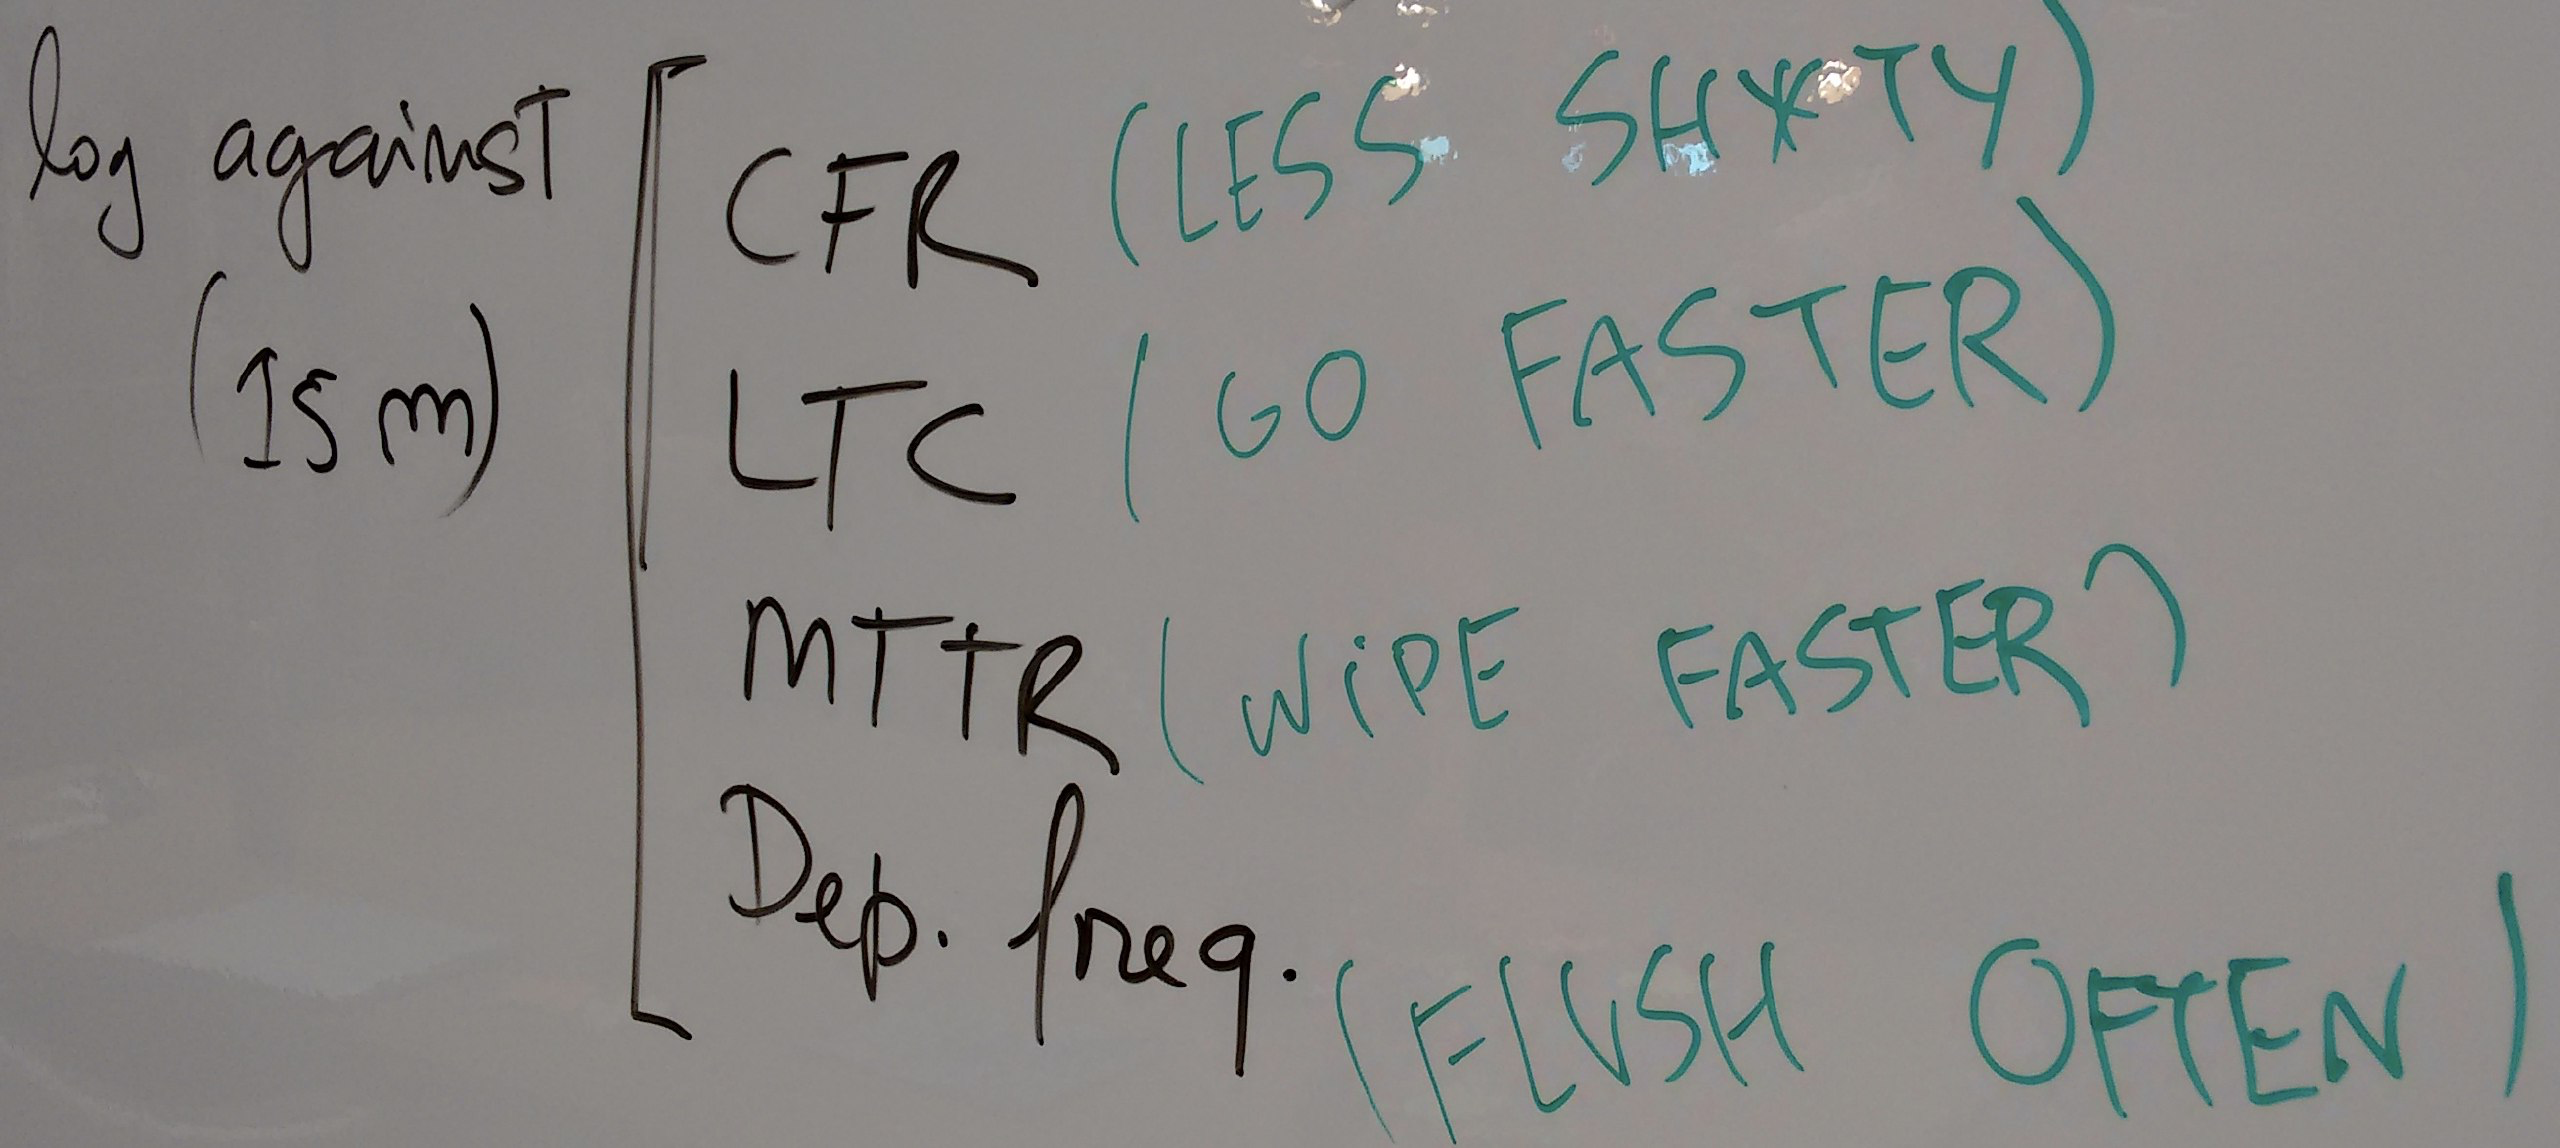 log against
(15 m)
CFR (LESS SH*TY)
LTC (GO FASTER)
MTTR (WiPE FASTER)
Dep. freq. (FLUSH OFTEN)